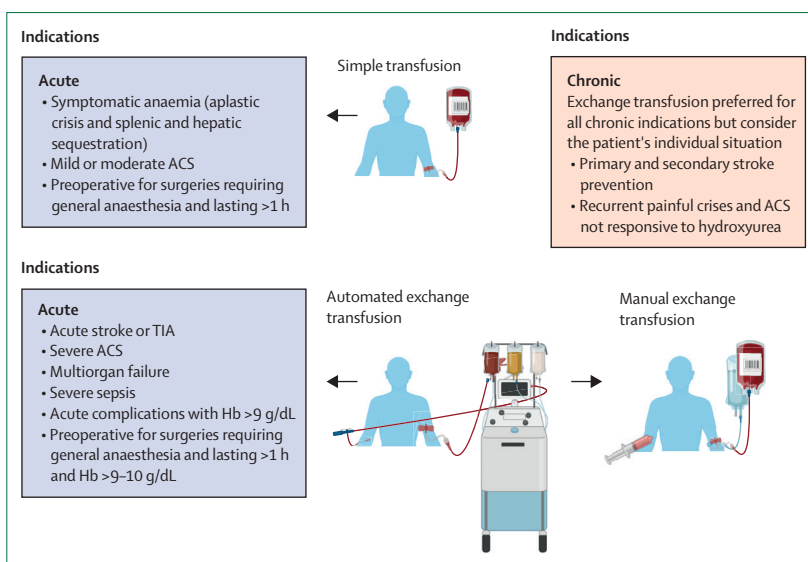 Indications
Acute
• Symptomatic anaemia (aplastic
crisis and splenic and hepatic
sequestration)
• Mild or moderate ACS
• Preoperative for surgeries requiring
general anaesthesia and lasting >1 h
Simple transfusion
Indications
Chronic
Exchange transfusion preferred for
all chronic indications but consider
the patient's individual situation
• Primary and secondary stroke
prevention
• Recurrent painful crises and ACS
not responsive to hydroxyurea
Indications
Acute
• Acute stroke or TIA
• Severe ACS
• Multiorgan failure
• Severe sepsis
• Acute complications with Hb >9 g/dL
• Preoperative for surgeries requiring
general anaesthesia and lasting >1 h
and Hb >9–10 g/dL
Automated exchange
transfusion
Manual exchange
transfusion